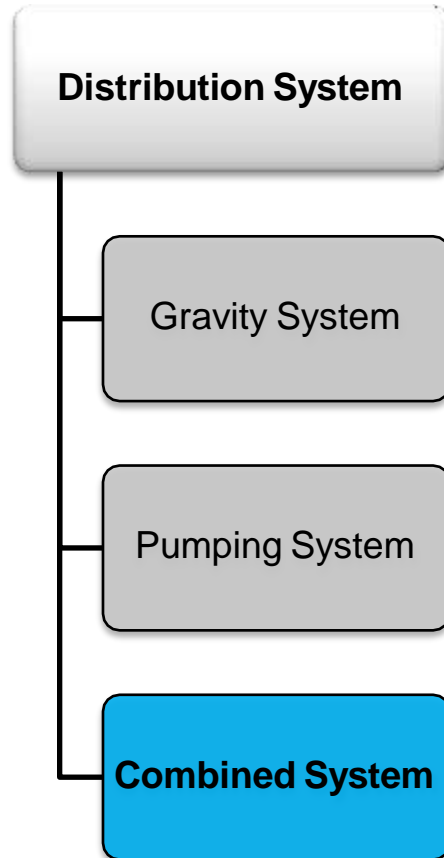 Distribution System
Gravity System
Pumping System
Combined System